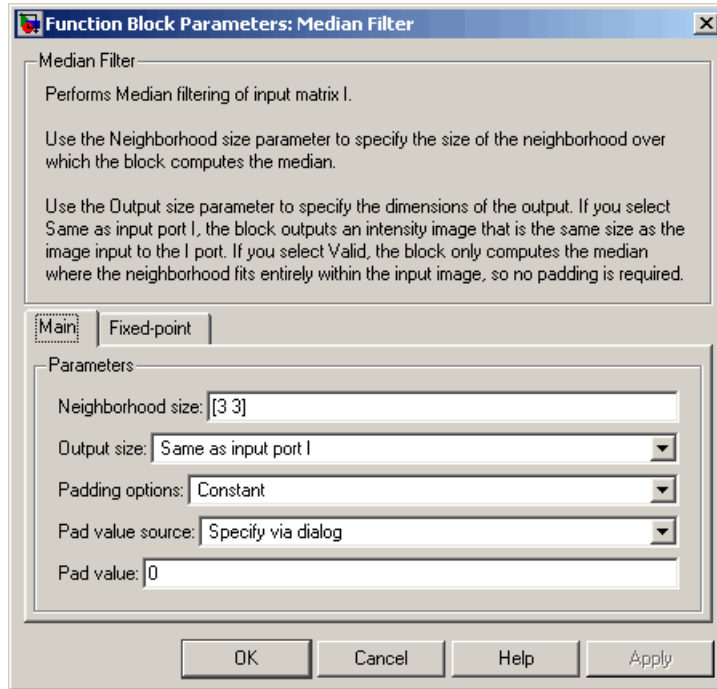 Function Block Parameters: Median Filter
Median Filter
Performs Median filtering of input matrix I.
Use the Neighborhood size parameter to specify the size of the neighborhood over
which the block computes the median.
Use the Output size parameter to specify the dimensions of the output. If you select
Same as input port I, the block outputs an intensity image that is the same size as the
image input to the I port. If you select Valid, the block only computes the median
where the neighborhood fits entirely within the input image, so no padding is required.
Main Fixed-point
Parameters
Neighborhood size: [3 3]
Output size: Same as input port I
Padding options: Constant
Pad value source: Specify via dialog
Pad value: 0
OK Cancel Help Apply